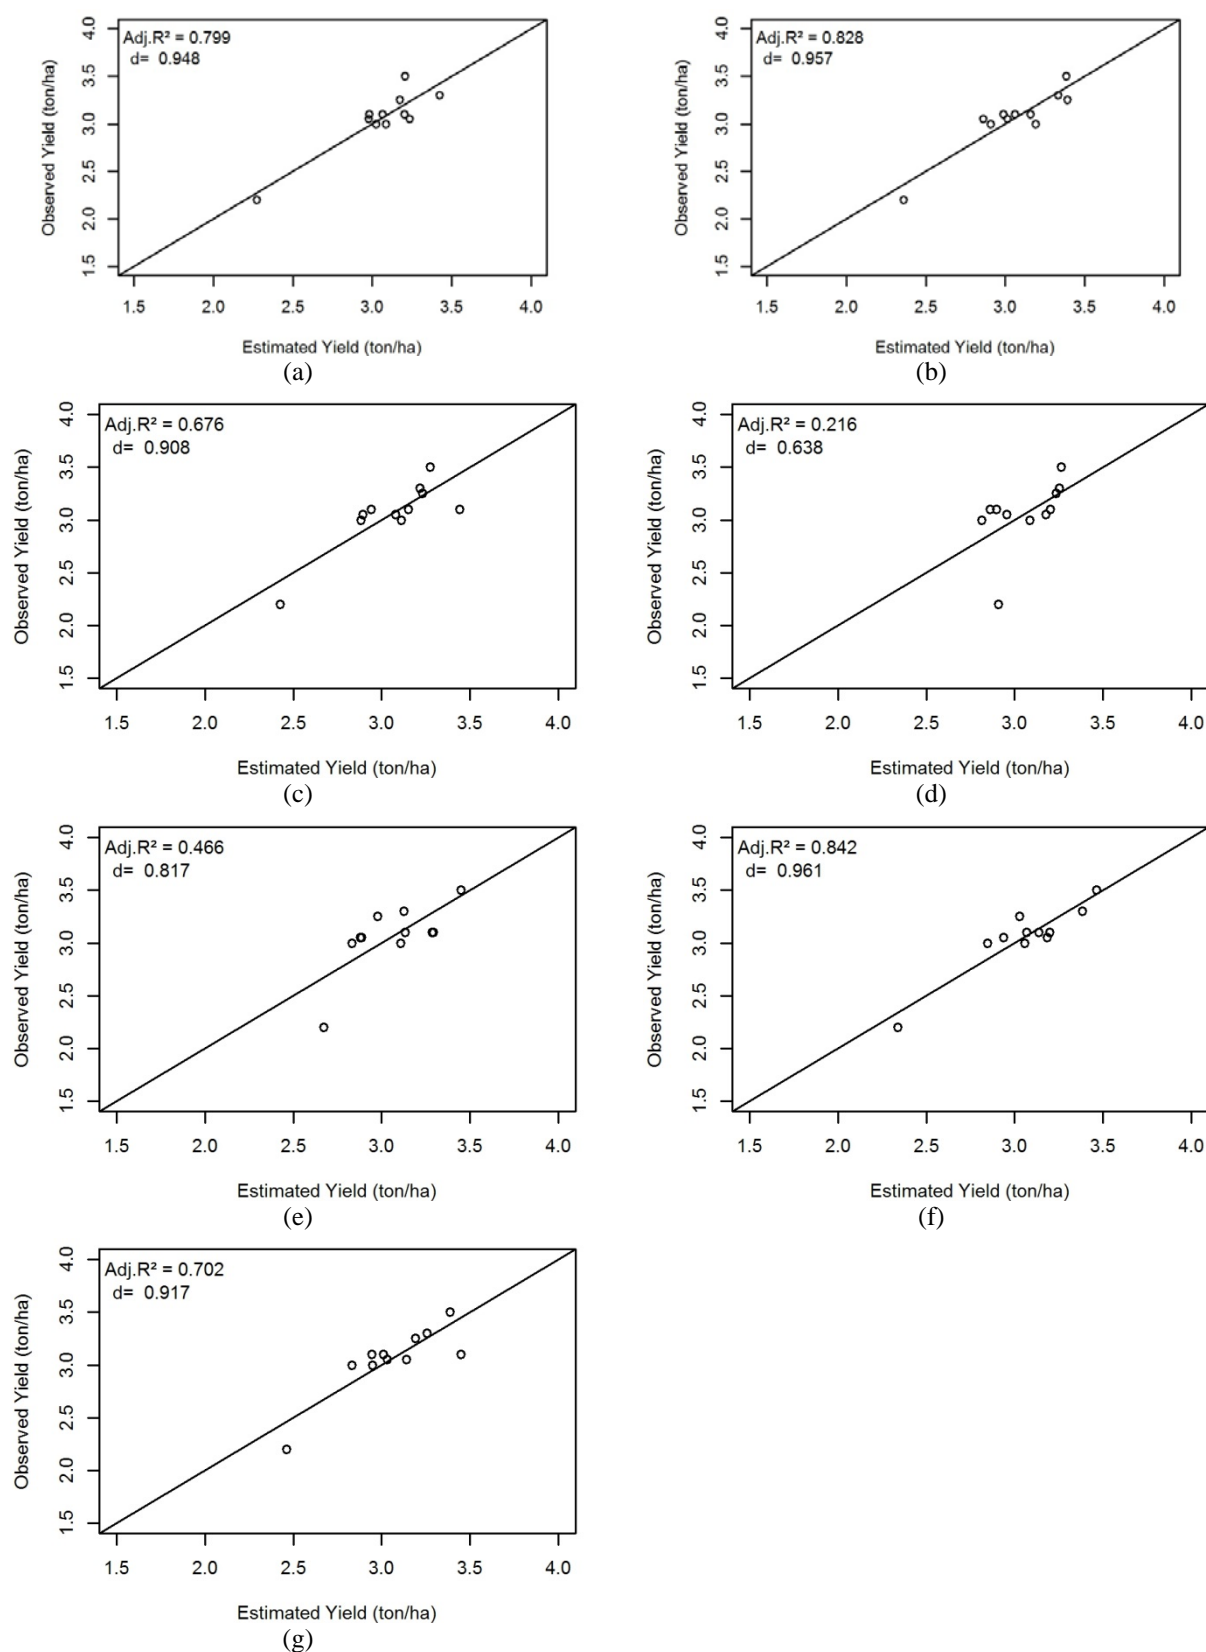 Adj.R² = 0.799
d= 0.948
Observed Yield (ton/ha)
4.0
3.5
3.0
2.5
2.0
1.5
1.5 2.0 2.5 3.0 3.5 4.0
Estimated Yield (ton/ha)
(a)
Adj.R² = 0.828
d= 0.957
Observed Yield (ton/ha)
4.0
3.5
3.0
2.5
2.0
1.5
1.5 2.0 2.5 3.0 3.5 4.0
Estimated Yield (ton/ha)
(b)
Adj.R² = 0.676
d= 0.908
Observed Yield (ton/ha)
4.0
3.5
3.0
2.5
2.0
1.5
1.5 2.0 2.5 3.0 3.5 4.0
Estimated Yield (ton/ha)
(c)
Adj.R² = 0.216
d= 0.638
Observed Yield (ton/ha)
4.0
3.5
3.0
2.5
2.0
1.5
1.5 2.0 2.5 3.0 3.5 4.0
Estimated Yield (ton/ha)
(d)
Adj.R² = 0.466
d= 0.817
Observed Yield (ton/ha)
4.0
3.5
3.0
2.5
2.0
1.5
1.5 2.0 2.5 3.0 3.5 4.0
Estimated Yield (ton/ha)
(e)
Adj.R² = 0.842
d= 0.961
Observed Yield (ton/ha)
4.0
3.5
3.0
2.5
2.0
1.5
1.5 2.0 2.5 3.0 3.5 4.0
Estimated Yield (ton/ha)
(f)
Adj.R² = 0.702
d= 0.917
Observed Yield (ton/ha)
4.0
3.5
3.0
2.5
2.0
1.5
1.5 2.0 2.5 3.0 3.5 4.0
Estimated Yield (ton/ha)
(g)